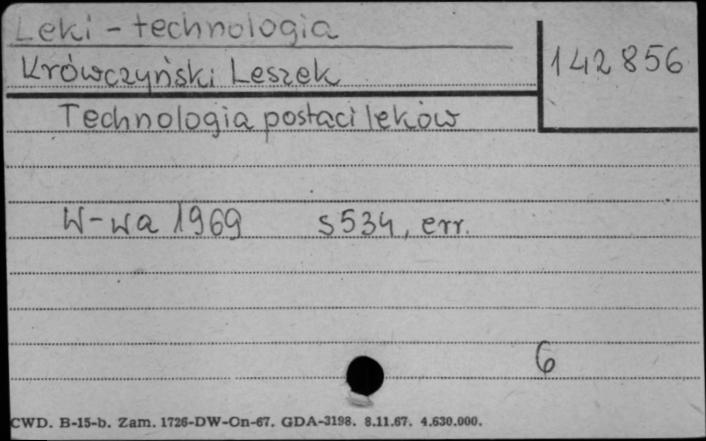 Leki - technologia
Krówczyński Leszek
142856
Technologia postaci leków
W-wa 1969 s534, err.
6
CWD. B-15-b. Zam. 1726-DW-On-67. GDA-3198. 8.11.67. 4.630.000.